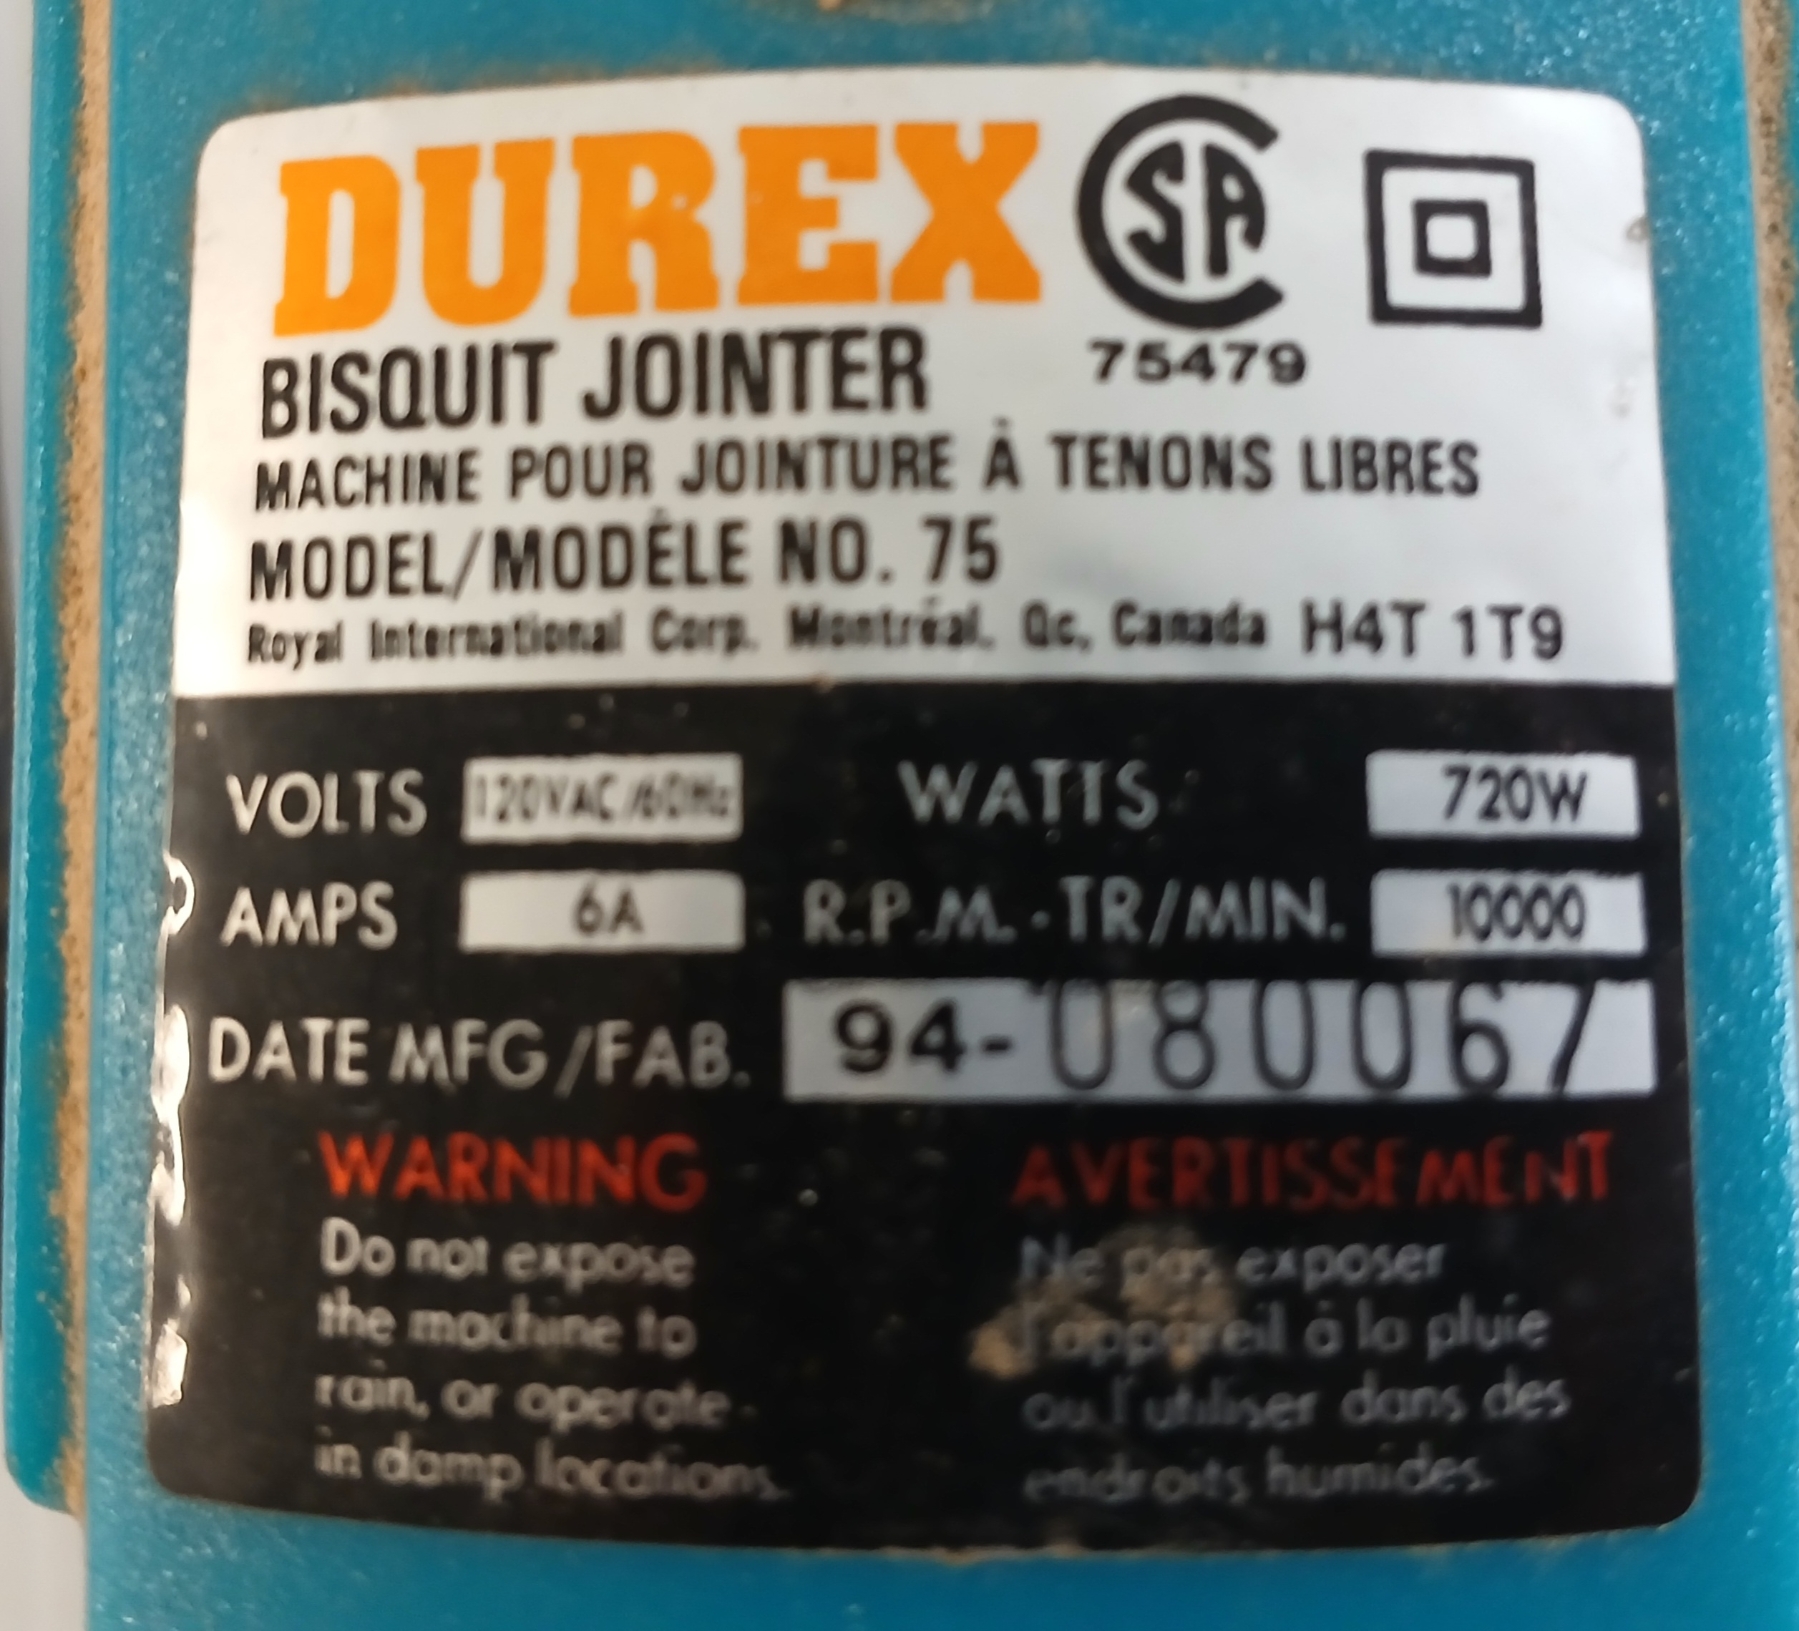 DUREX
CSA
75479
BISQUIT JOINTER
MACHINE POUR JOINTURE À TENONS LIBRES
MODEL/MODÈLE NO. 75
Royal International Corp. Montréal. Qc, Canada H4T 1T9
VOLTS 120VAC/60Hz WATTS 720W
AMPS 6A R.P.M. - TR/MIN. 10000
DATE MFG/FAB. 94-080067
WARNING
Do not expose
the machine to
rain, or operate
in damp locations.
AVERTISSEMENT
Ne pas exposer
l'appareil à la pluie
ou l'utiliser dans des
endroits humides.